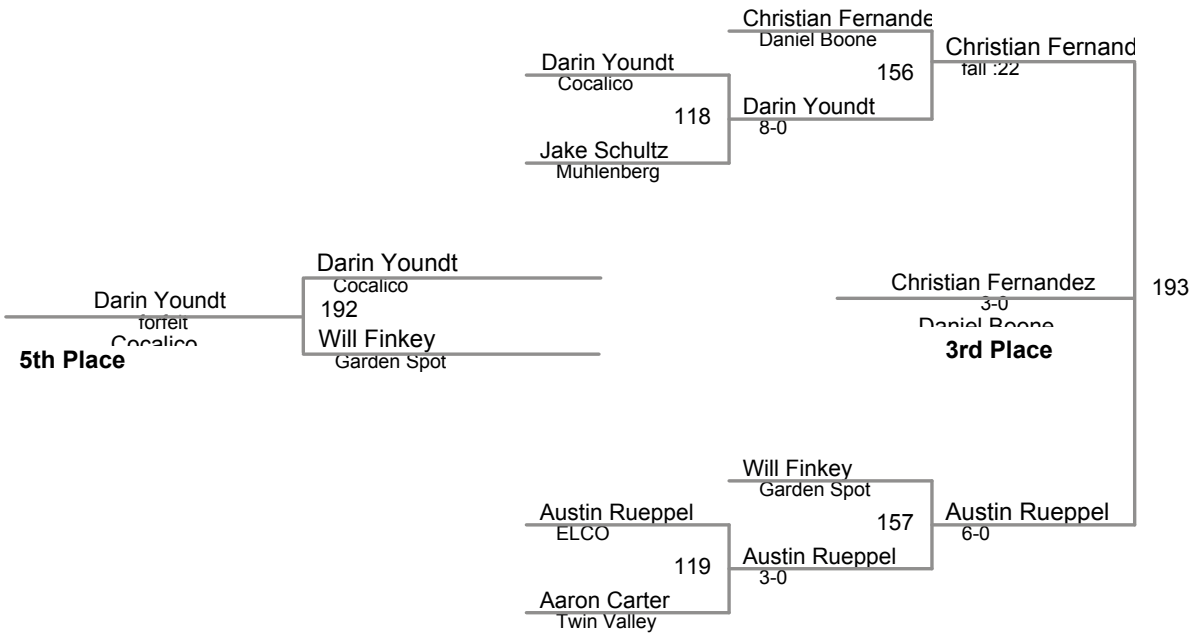 Christian Fernande
Daniel Boone
Christian Fernand
fall :22
Darin Youndt
Cocalico
156
118
Darin Youndt
8-0
Jake Schultz
Muhlenberg
Darin Youndt
Cocalico
192
Darin Youndt
forfeit
Cocalico
5th Place
Will Finkey
Garden Spot
Christian Fernandez
3-0
Daniel Boone
3rd Place
193
Will Finkey
Garden Spot
Austin Rueppel
ELCO
157
Austin Rueppel
6-0
119
Austin Rueppel
3-0
Aaron Carter
Twin Valley